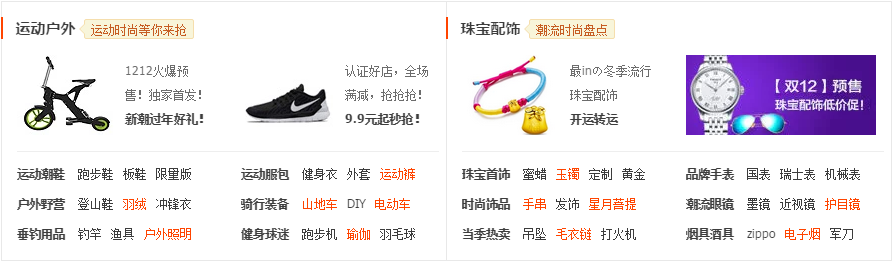 运动户外 运动时尚等你来抢
1212火爆预
售！独家首发！
新潮过年好礼！
认证好店，全场
满减，抢抢抢！
9.9元起秒抢！
运动潮鞋 跑步鞋 板鞋 限量版
户外野营 登山鞋 羽绒 冲锋衣
垂钓用品 钓竿 渔具 户外照明
运动服包 健身衣 外套 运动裤
骑行装备 山地车 DIY 电动车
健身球迷 跑步机 瑜伽 羽毛球
珠宝配饰 潮流时尚盘点
最inの冬季流行
珠宝配饰
开运转运
【双12】预售
珠宝配饰低价促！
珠宝首饰 蜜蜡 玉镯 定制 黄金
时尚饰品 手串 发饰 星月菩提
当季热卖 吊坠 毛衣链 打火机
品牌手表 国表 瑞士表 机械表
潮流眼镜 墨镜 近视镜 护目镜
烟具酒具 zippo 电子烟 军刀